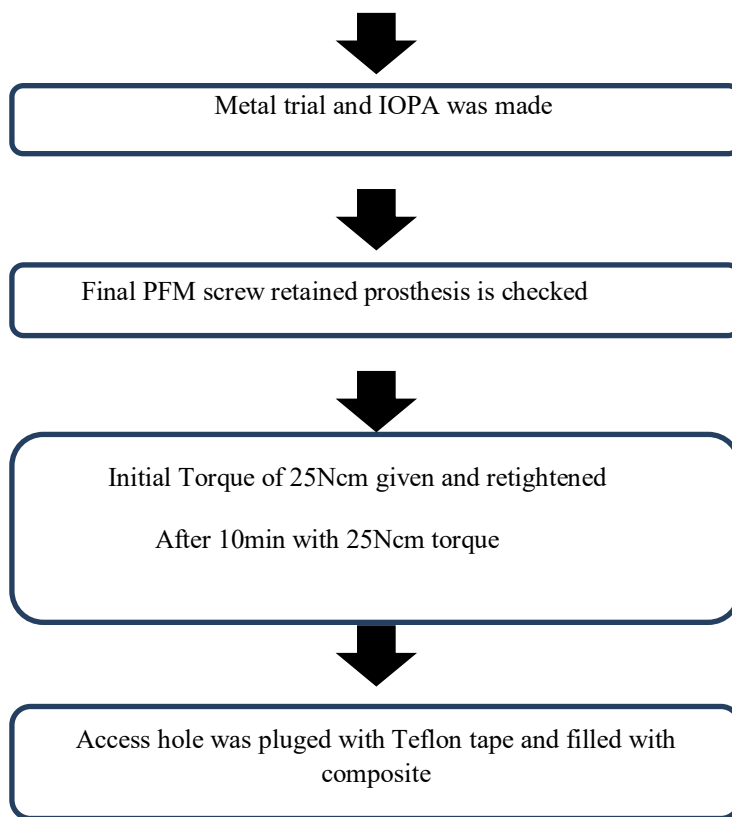 Metal trial and IOPA was made
Final PFM screw retained prosthesis is checked
Initial Torque of 25Ncm given and retightened
After 10min with 25Ncm torque
Access hole was pluged with Teflon tape and filled with
composite